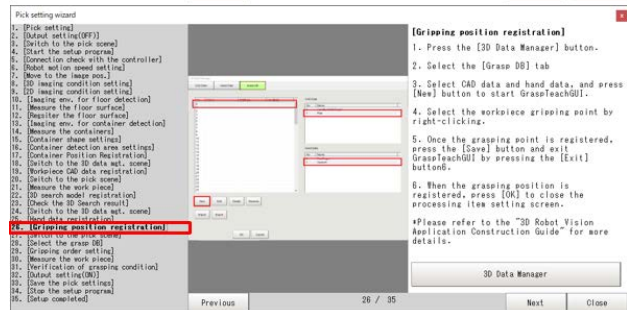 Pick setting wizard
1. [Pick setting]
2. [Output setting(OFF)]
3. [Switch to the pick scene]
4. [Start the setup program]
5. [Connection check with the controller]
6. [Robot motion speed setting]
7. [Move to the image pos.]
8. [3D imaging condition setting]
9. [2D imaging condition setting]
10. [Imaging env. for floor detection]
11. [Measure the floor surface]
12. [Regsiter the floor surface]
13. [Imaging env. for container detection]
14. [Measure the containers]
15. [Container shape settings]
16. [Container detection area settings]
17. [Container Position Registration]
18. [Switch to the 3D data mgt. scene]
19. [Workpiece CAD data registration]
20. [Switch to the pick scene]
21. [Measure the work piece]
22. [3D search model registration]
23. [Check the 3D Search result]
24. [Switch to the 3D data mgt. scene]
25. [Hand data registration]
26. [Gripping position registration]
27. [Switch to the pick scene]
28. [Select the grasp DB]
29. [Gripping order setting]
30. [Measure the work piece]
31. [Verification of grasping condition]
32. [Output setting(ON)]
33. [Save the pick settings]
34. [Stop the setup program]
35. [Setup completed]
[Gripping position registration]
1. Press the [3D Data Manager] button.
2. Select the [Grasp DB] tab
3. Select CAD data and hand data, and press
[New] button to start GraspTeachGUI.
4. Select the workpiece gripping point by
right-clicking.
5. Once the grasping point is registered,
press the [Save] button and exit
GraspTeachGUI by pressing the [Exit]
button6.
6. When the grasping position is
registered, press [OK] to close the
processing item setting screen.
*Please refer to the "3D Robot Vision
Application Construction Guide" for more
details.
3D Data Manager
Previous
26 / 35
Next
Close